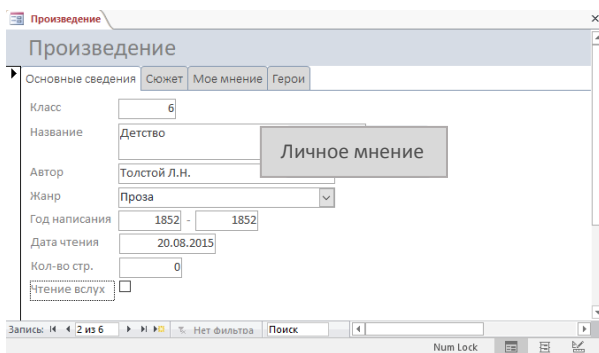 Произведение
Произведение
Основные сведения Сюжет Мое мнение Герои
Класс 6
Название Детство
Личное мнение
Автор Толстой Л.Н.
Жанр Проза
Год написания 1852 - 1852
Дата чтения 20.08.2015
Кол-во стр. 0
Чтение вслух
Запись: 2 из 6 Нет фильтра Поиск
Num Lock